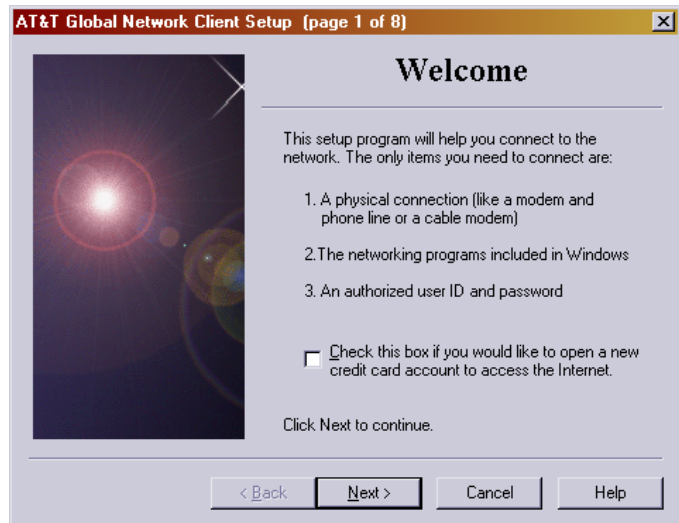 AT&T Global Network Client Setup (page 1 of 8)
Welcome
This setup program will help you connect to the
network. The only items you need to connect are:
1. A physical connection (like a modem and
phone line or a cable modem)
2.The networking programs included in Windows
3. An authorized user ID and password
Check this box if you would like to open a new
credit card account to access the Internet.
Click Next to continue.
< Back
Next >
Cancel
Help